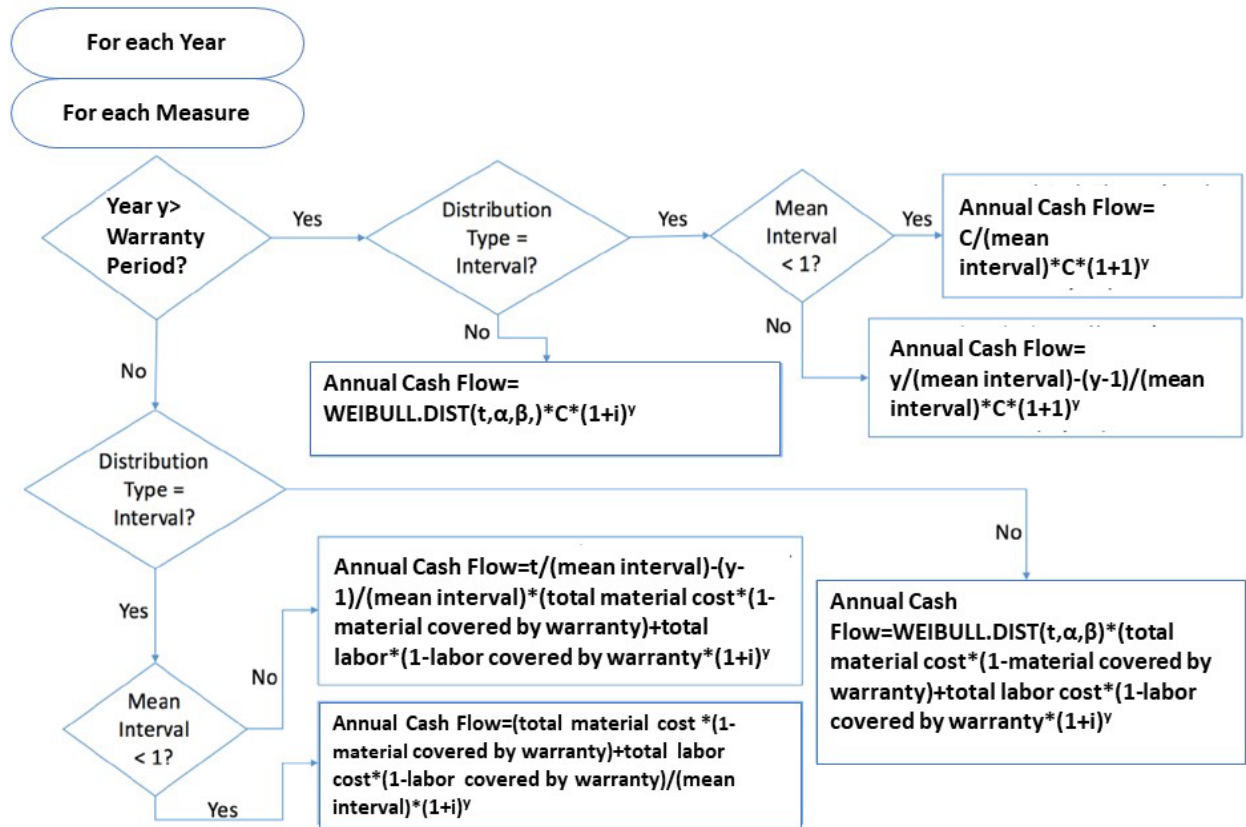 For each Year
For each Measure
Year y>
Warranty
Period?
Yes
Distribution
Type =
Interval?
Yes
Mean
Interval
< 1?
Yes
Annual Cash Flow=
C/(mean
interval)*C*(1+1)ʸ
No
Annual Cash Flow=
y/(mean interval)-(y-1)/(mean
interval)*C*(1+1)ʸ
No
Annual Cash Flow=
WEIBULL.DIST(t,α,β,)*C*(1+i)ʸ
No
Distribution
Type =
Interval?
No
Annual Cash
Flow=WEIBULL.DIST(t,α,β)*(total
material cost*(1-material covered by
warranty)+total labor cost*(1-labor
covered by warranty*(1+i)ʸ
Yes
Mean
Interval
< 1?
No
Annual Cash Flow=t/(mean interval)-(y-
1)/(mean interval)*(total material cost*(1-
material covered by warranty)+total
labor*(1-labor covered by warranty*(1+i)ʸ
Yes
Annual Cash Flow=(total material cost *(1-
material covered by warranty)+total labor
cost*(1-labor covered by warranty)/(mean
interval)*(1+i)ʸ